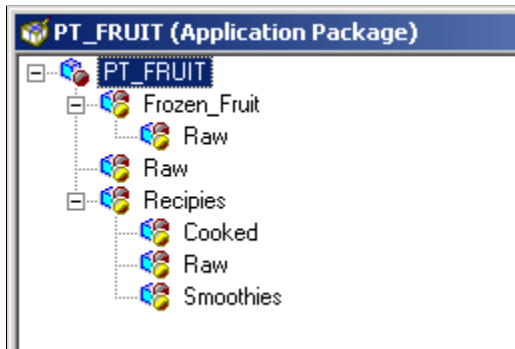 PT_FRUIT (Application Package)
PT_FRUIT
Frozen_Fruit
Raw
Raw
Recipies
Cooked
Raw
Smoothies